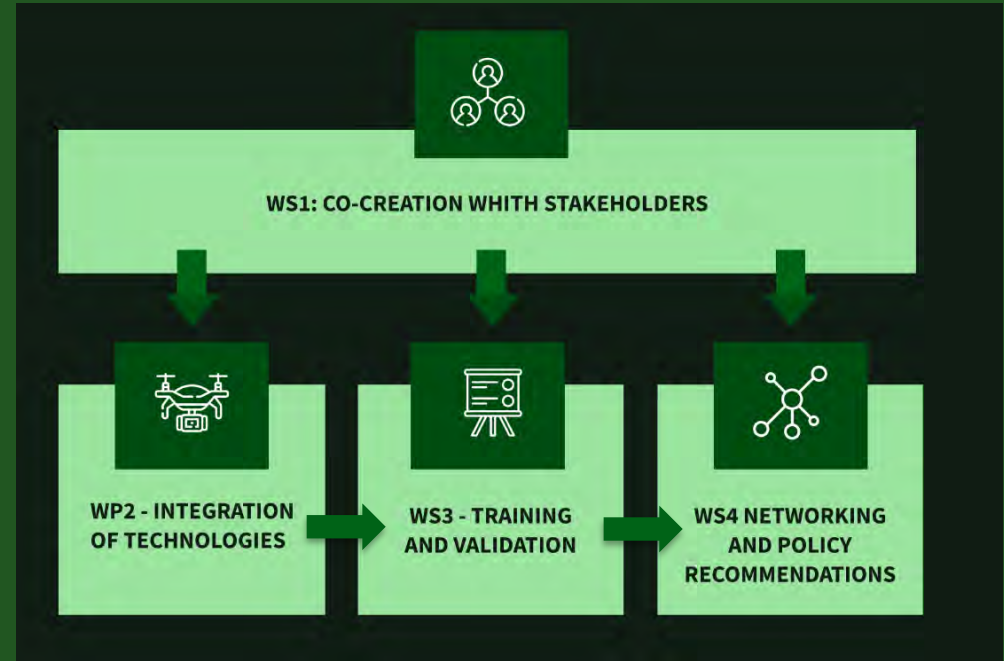 WS1: CO-CREATION WHITH STAKEHOLDERS
WP2 - INTEGRATION
OF TECHNOLOGIES
WS3 - TRAINING
AND VALIDATION
WS4 NETWORKING
AND POLICY
RECOMMENDATIONS